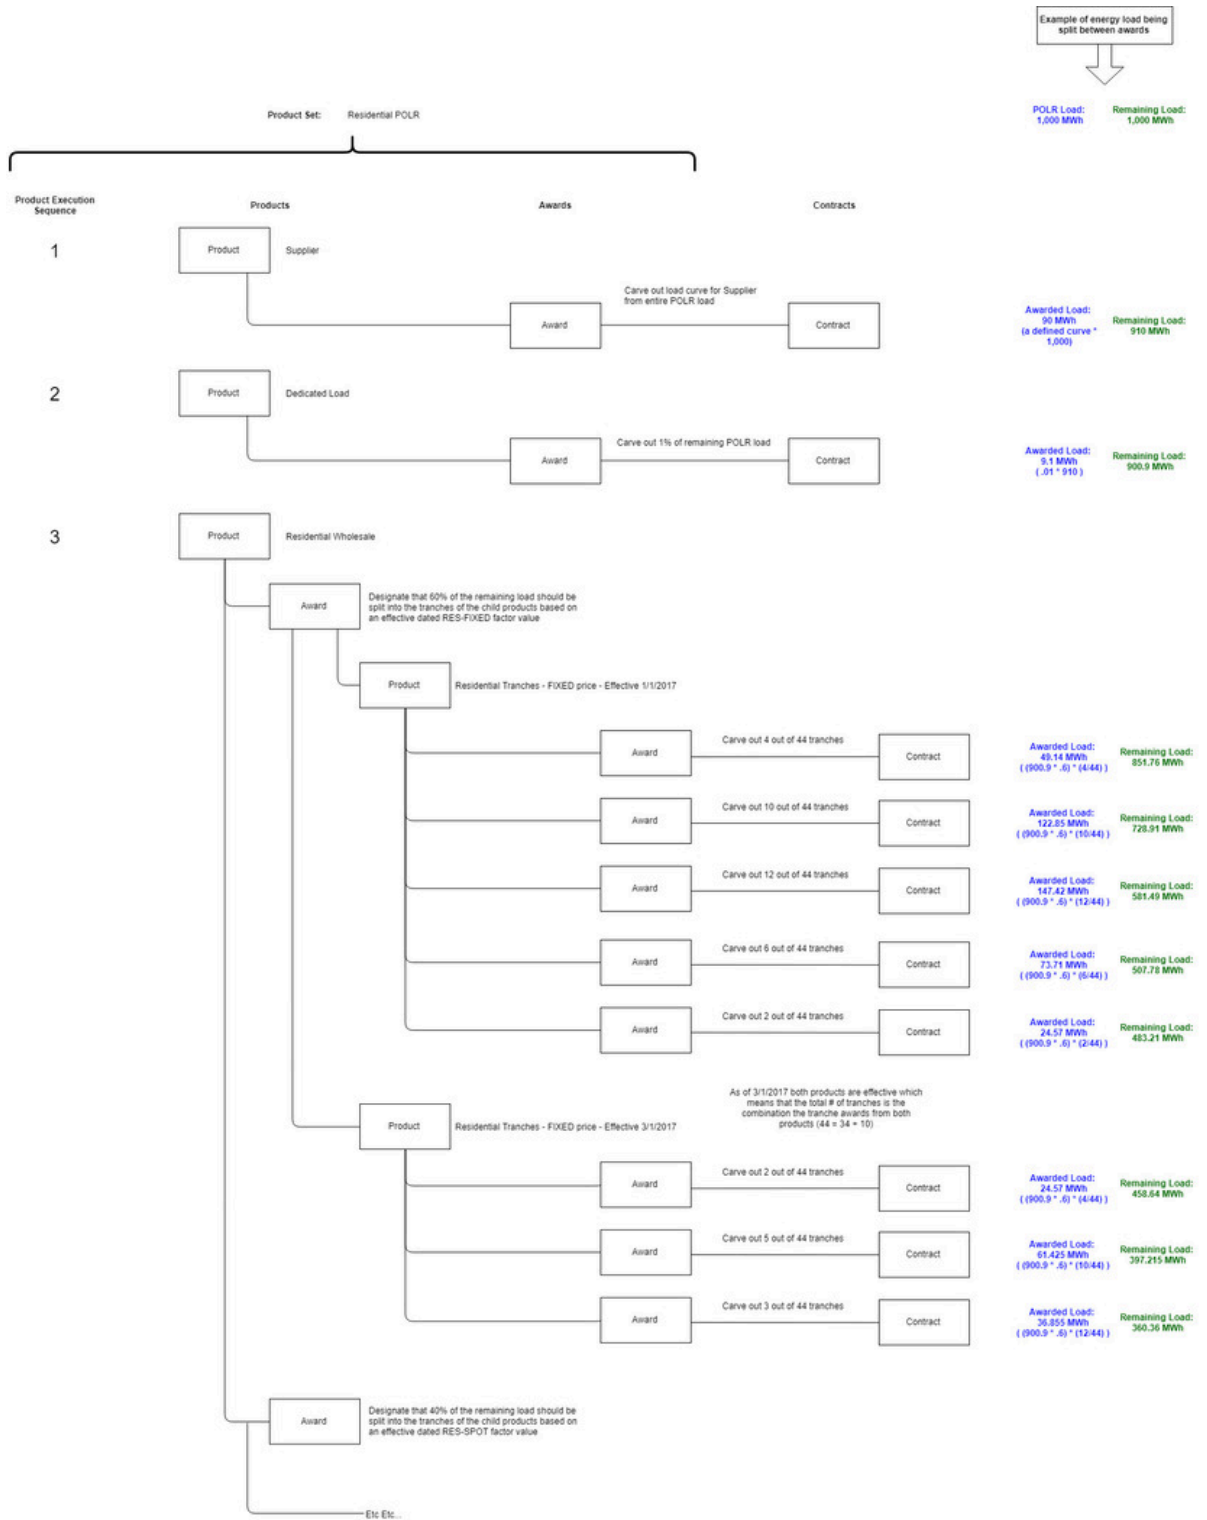 Example of energy load being
split between awards
POLR Load:
1,000 MWh
Remaining Load:
1,000 MWh
Product Set: Residential POLR
Product Execution
Sequence
Products
Awards
Contracts
1
Product
Supplier
Carve out load curve for Supplier
from entire POLR load
Award
Contract
Awarded Load:
90 MWh
(a defined curve *
1,000)
Remaining Load:
910 MWh
2
Product
Dedicated Load
Award
Carve out 1% of remaining POLR load
Contract
Awarded Load:
9.1 MWh
( .01 * 910 )
Remaining Load:
900.9 MWh
3
Product
Residential Wholesale
Award
Designate that 60% of the remaining load should be
split into the tranches of the child products based on
an effective dated RES-FIXED factor value
Product
Residential Tranches - FIXED price - Effective 1/1/2017
Award
Carve out 4 out of 44 tranches
Contract
Awarded Load:
49.14 MWh
( (900.9 * .6) * (4/44) )
Remaining Load:
851.76 MWh
Award
Carve out 10 out of 44 tranches
Contract
Awarded Load:
122.85 MWh
( (900.9 * .6) * (10/44) )
Remaining Load:
728.91 MWh
Award
Carve out 12 out of 44 tranches
Contract
Awarded Load:
147.42 MWh
( (900.9 * .6) * (12/44) )
Remaining Load:
581.49 MWh
Award
Carve out 6 out of 44 tranches
Contract
Awarded Load:
73.71 MWh
( (900.9 * .6) * (6/44) )
Remaining Load:
507.78 MWh
Award
Carve out 2 out of 44 tranches
Contract
Awarded Load:
24.57 MWh
( (900.9 * .6) * (2/44) )
Remaining Load:
483.21 MWh
As of 3/1/2017 both products are effective which
means that the total # of tranches is the
combination the tranche awards from both
products (44 = 34 + 10)
Product
Residential Tranches - FIXED price - Effective 3/1/2017
Award
Carve out 2 out of 44 tranches
Contract
Awarded Load:
24.57 MWh
( (900.9 * .6) * (4/44) )
Remaining Load:
458.64 MWh
Award
Carve out 5 out of 44 tranches
Contract
Awarded Load:
61.425 MWh
( (900.9 * .6) * (10/44) )
Remaining Load:
397.215 MWh
Award
Carve out 3 out of 44 tranches
Contract
Awarded Load:
36.855 MWh
( (900.9 * .6) * (12/44) )
Remaining Load:
360.36 MWh
Award
Designate that 40% of the remaining load should be
split into the tranches of the child products based on
an effective dated RES-SPOT factor value
Etc Etc...